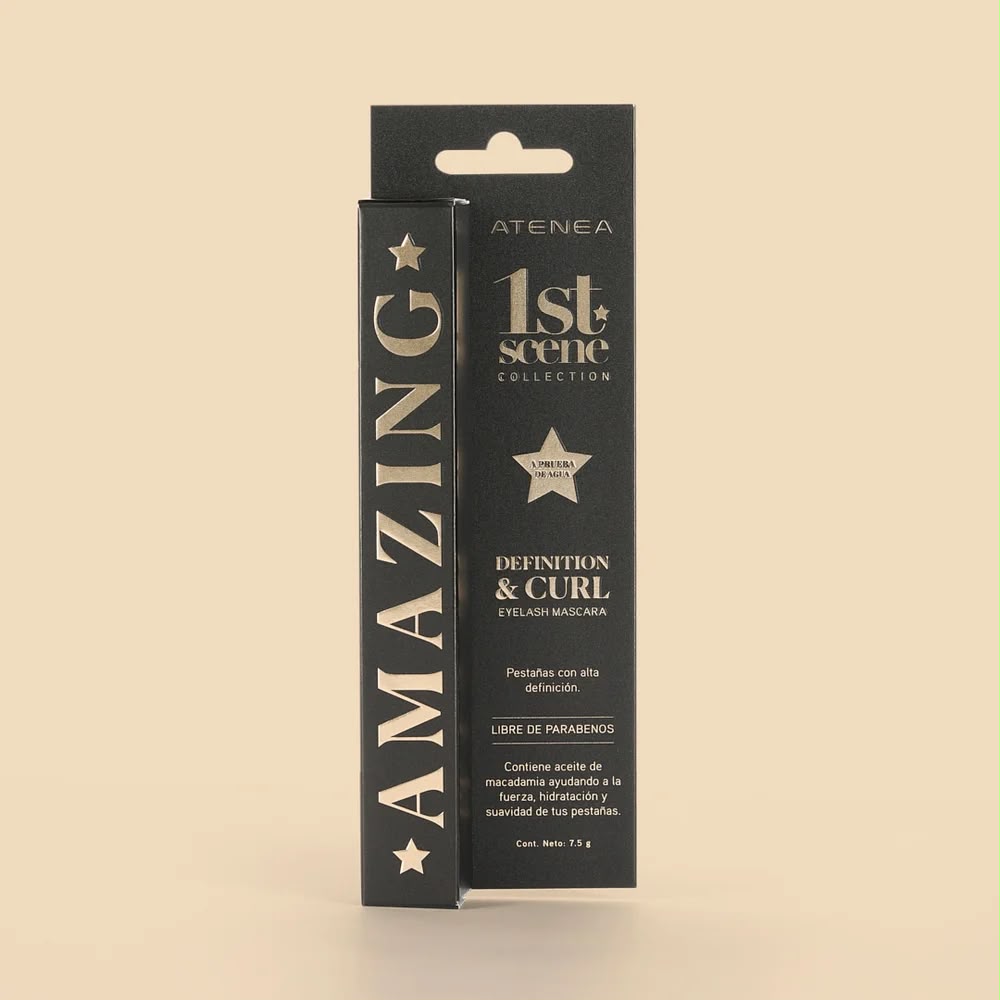 AMAZING
ATENEA
1st
scene
COLLECTION
A PRUEBA
DE AGUA
DEFINITION
& CURL
EYELASH MASCARA
Pestañas con alta
definición.
LIBRE DE PARABENOS
Contiene aceite de
macadamia ayudando a la
fuerza, hidratación y
suavidad de tus pestañas.
Cont. Neto: 7.5 g